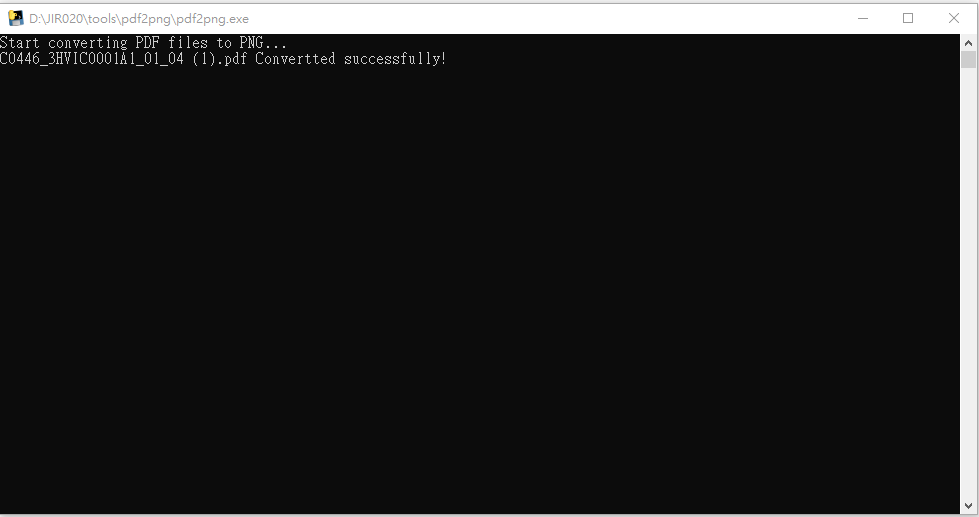 D:\JIR020\tools\pdf2png\pdf2png.exe
Start converting PDF files to PNG...
C0446_3HVIC0001A1_01_04 (1).pdf Convertted successfully!